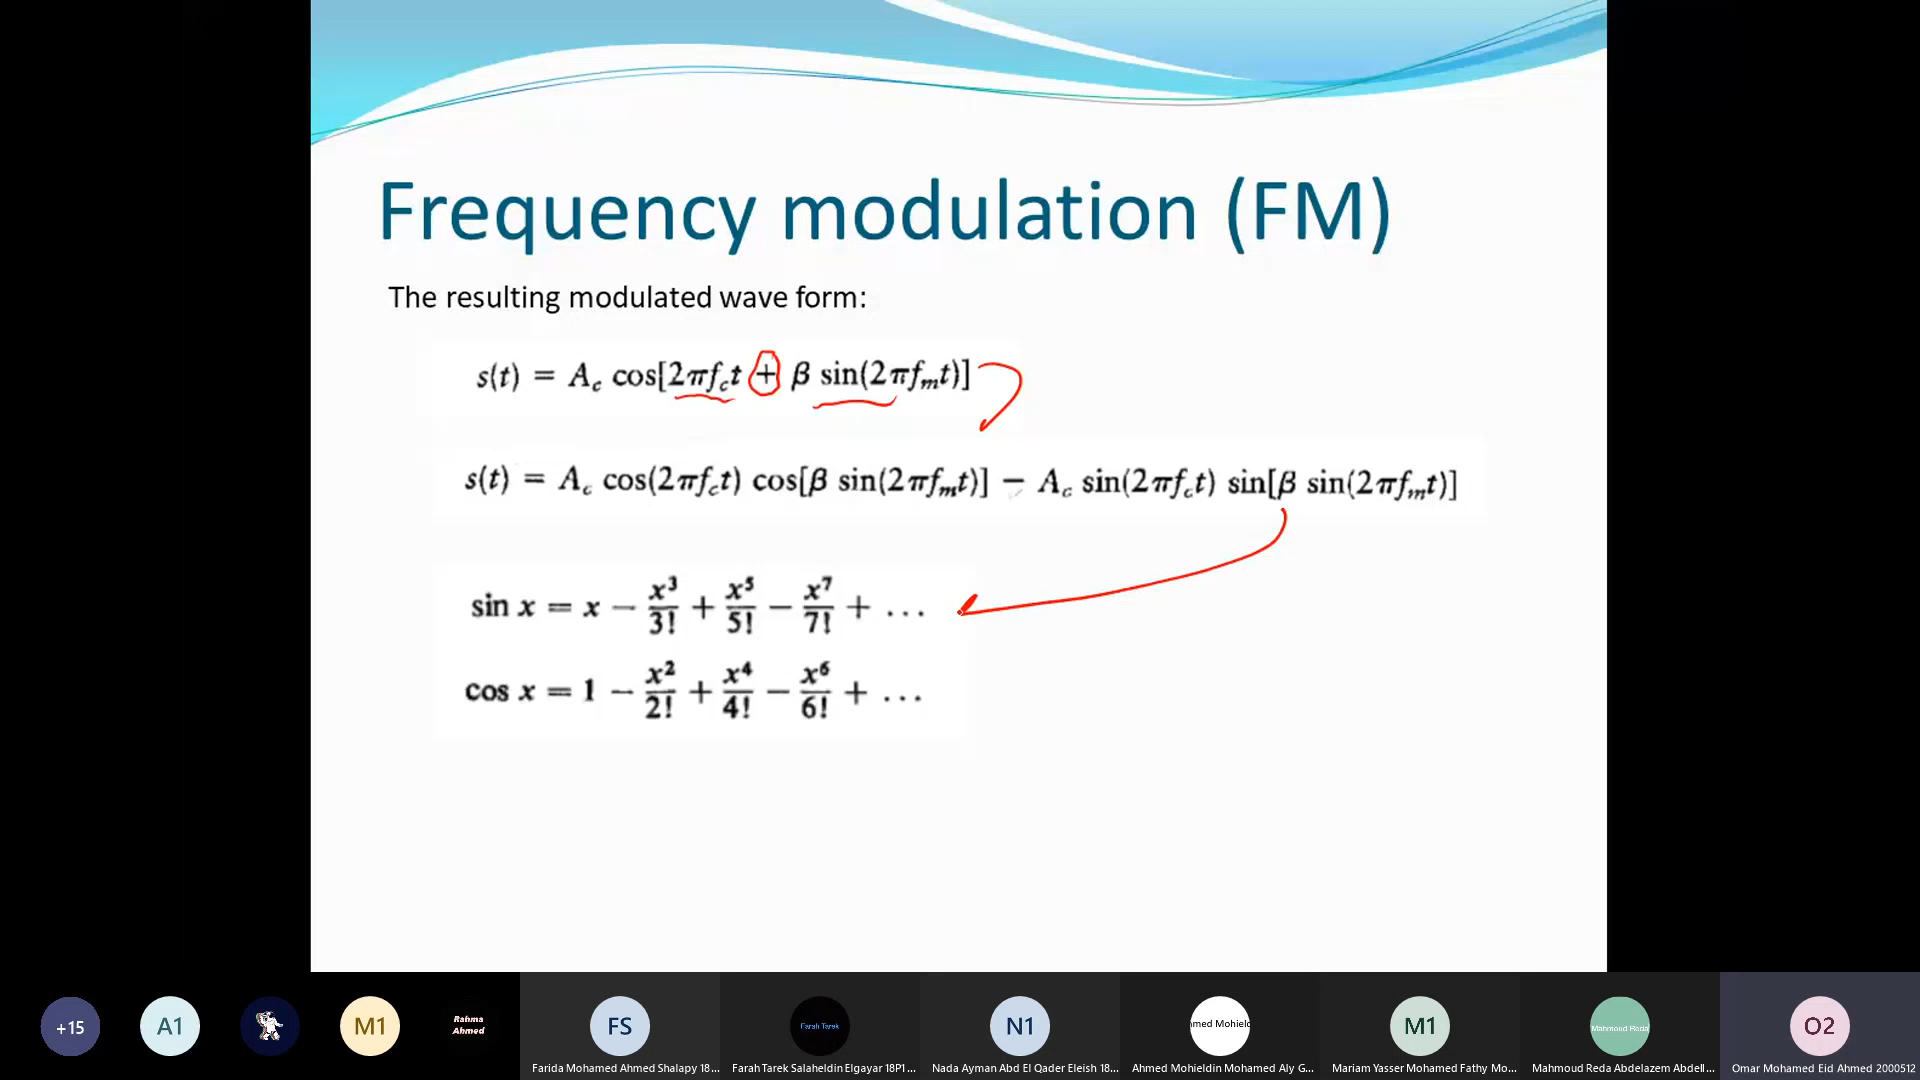 Frequency modulation (FM)
The resulting modulated wave form:
s(t) = A_c cos[2πf_c t + β sin(2πf_m t)]
s(t) = A_c cos(2πf_c t) cos[β sin(2πf_m t)] − A_c sin(2πf_c t) sin[β sin(2πf_m t)]
sin x = x − x³/3! + x⁵/5! − x⁷/7! + ...
cos x = 1 − x²/2! + x⁴/4! − x⁶/6! + ...
+15 A1 M1 Rahma Ahmed FS Farah Tarek N1 hmed Mohield M1 Mahmoud Reda O2
Farida Mohamed Ahmed Shalapy 18... Farah Tarek Salaheldin Elgayar 18P1... Nada Ayman Abd El Qader Eleish 18... Ahmed Mohieldin Mohamed Aly G... Mariam Yasser Mohamed Fathy Mo... Mahmoud Reda Abdelazem Abdell... Omar Mohamed Eid Ahmed 2000512